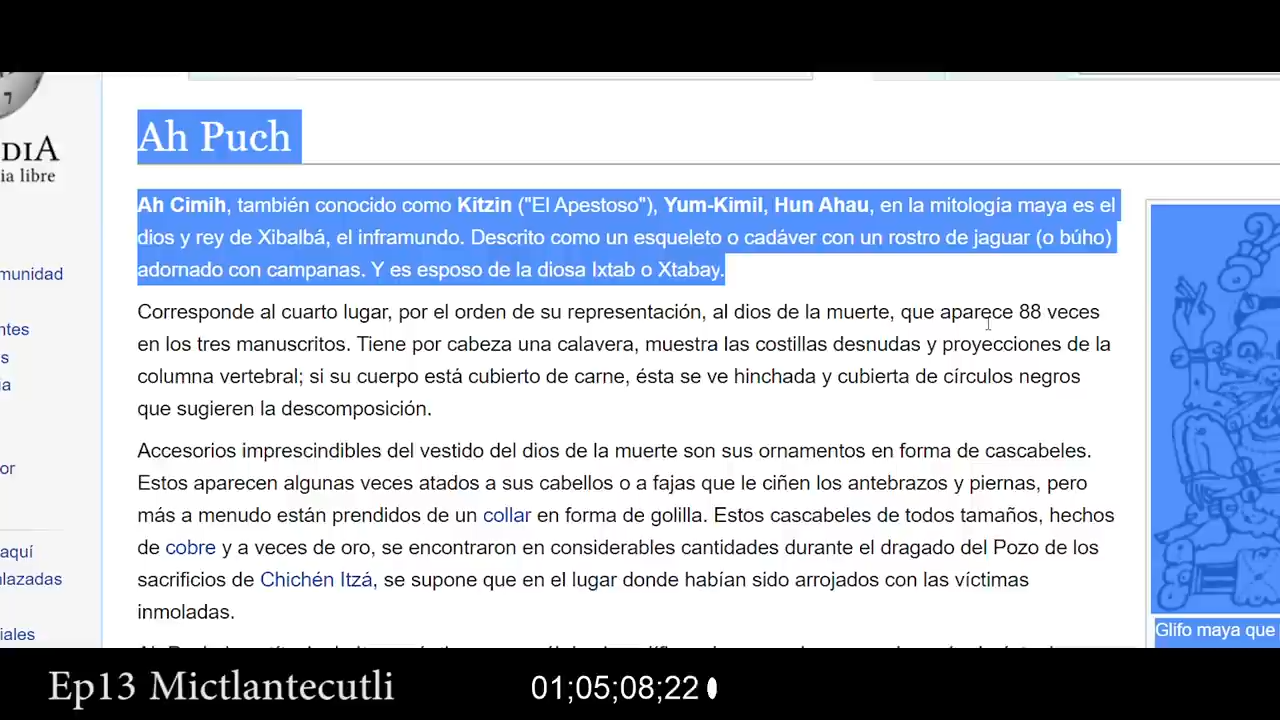 DIA
ia libre
munidad
ntes
s
ia
or
aquí
nlazadas
iales
Ah Puch
Ah Cimih, también conocido como Kitzin ("El Apestoso"), Yum-Kimil, Hun Ahau, en la mitología maya es el
dios y rey de Xibalbá, el inframundo. Descrito como un esqueleto o cadáver con un rostro de jaguar (o búho)
adornado con campanas. Y es esposo de la diosa Ixtab o Xtabay.
Corresponde al cuarto lugar, por el orden de su representación, al dios de la muerte, que aparece 88 veces
en los tres manuscritos. Tiene por cabeza una calavera, muestra las costillas desnudas y proyecciones de la
columna vertebral; si su cuerpo está cubierto de carne, ésta se ve hinchada y cubierta de círculos negros
que sugieren la descomposición.
Accesorios imprescindibles del vestido del dios de la muerte son sus ornamentos en forma de cascabeles.
Estos aparecen algunas veces atados a sus cabellos o a fajas que le ciñen los antebrazos y piernas, pero
más a menudo están prendidos de un collar en forma de golilla. Estos cascabeles de todos tamaños, hechos
de cobre y a veces de oro, se encontraron en considerables cantidades durante el dragado del Pozo de los
sacrificios de Chichén Itzá, se supone que en el lugar donde habían sido arrojados con las víctimas
inmoladas.
Glifo maya que
Ep13 Mictlantecutli
01;05;08;22